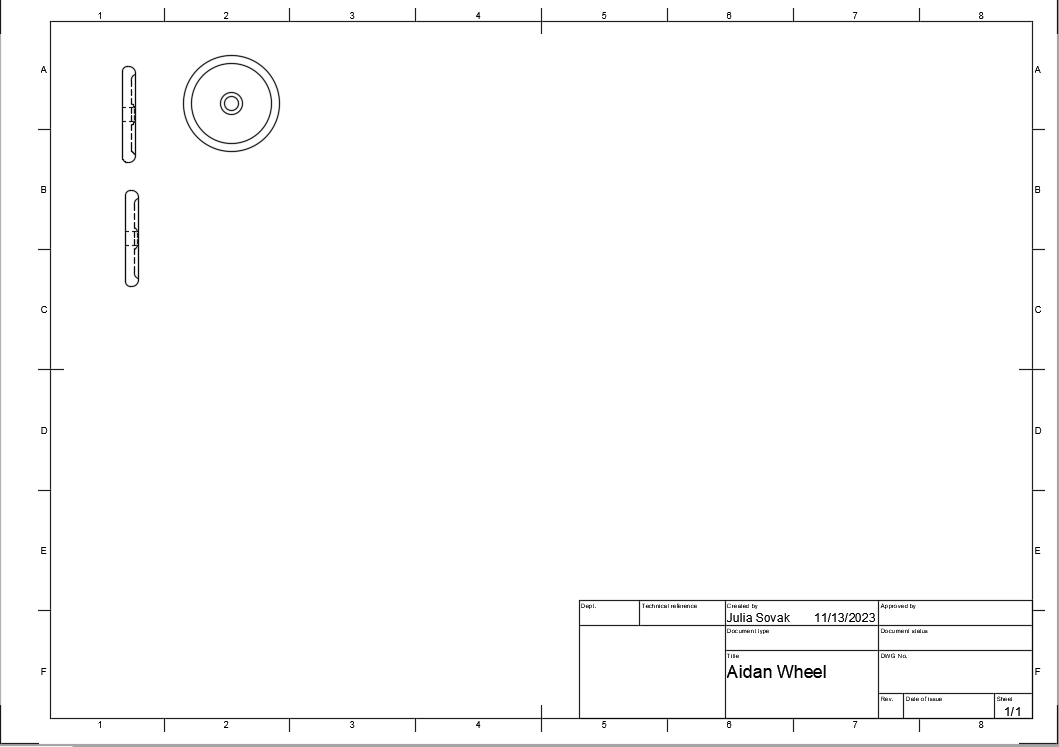 1 2 3 4 5 6 7 8
A A
B B
C C
D D
E E
F F
Dept. Technical reference Created by Approved by
Julia Sovak 11/13/2023
Document type Document status
Title DWG No.
Aidan Wheel
Rev. Date of issue Sheet
1/1
1 2 3 4 5 6 7 8